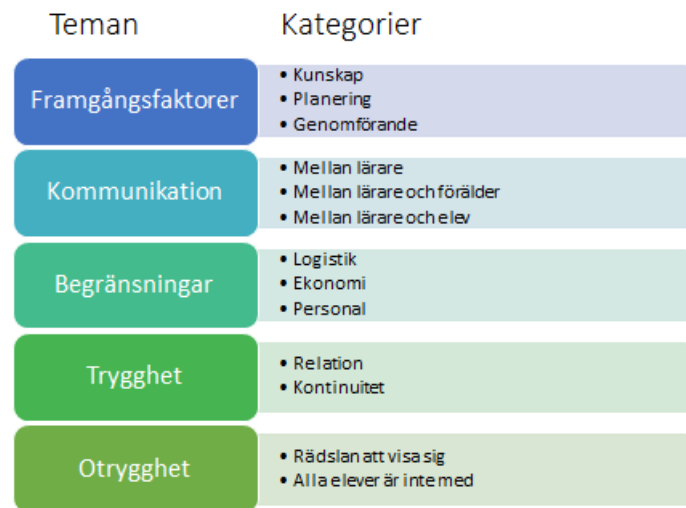 Teman
Kategorier
Framgångsfaktorer
• Kunskap
• Planering
• Genomförande
Kommunikation
• Mellan lärare
• Mellan lärare och förälder
• Mellan lärare och elev
Begränsningar
• Logistik
• Ekonomi
• Personal
Trygghet
• Relation
• Kontinuitet
Otrygghet
• Rädslan att visa sig
• Alla elever är inte med